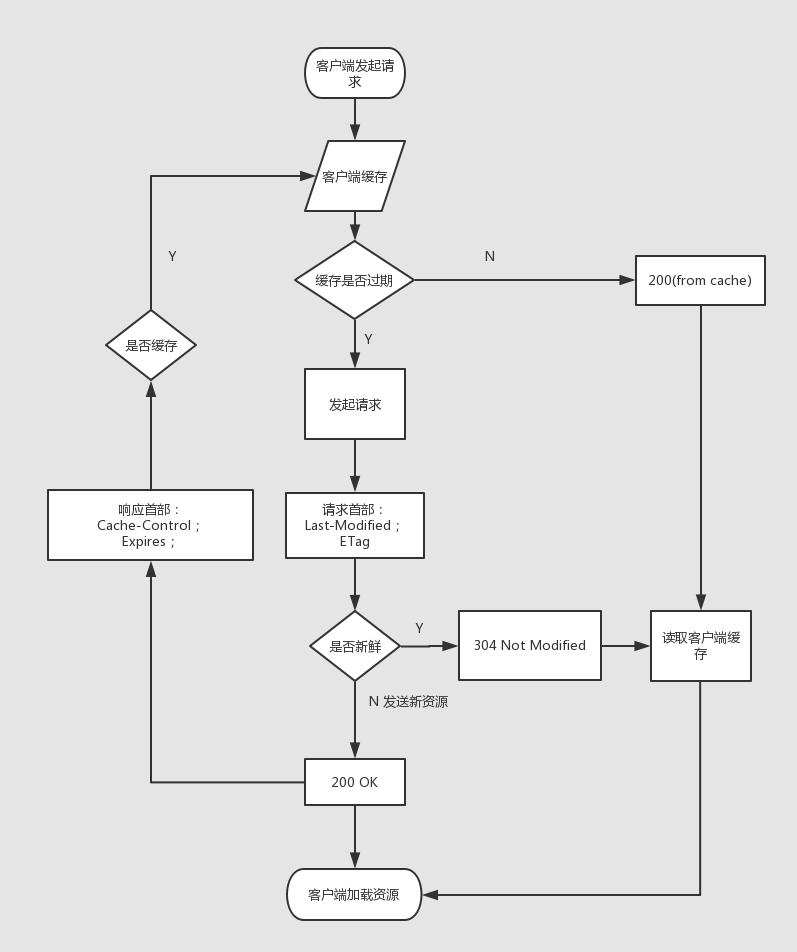 客户端发起请
求
客户端缓存
Y
N
缓存是否过期
200(from cache)
Y
是否缓存
发起请求
响应首部：
Cache-Control；
Expires；
请求首部：
Last-Modified；
ETag
Y
是否新鲜
304 Not Modified
读取客户端缓
存
N 发送新资源
200 OK
客户端加载资源